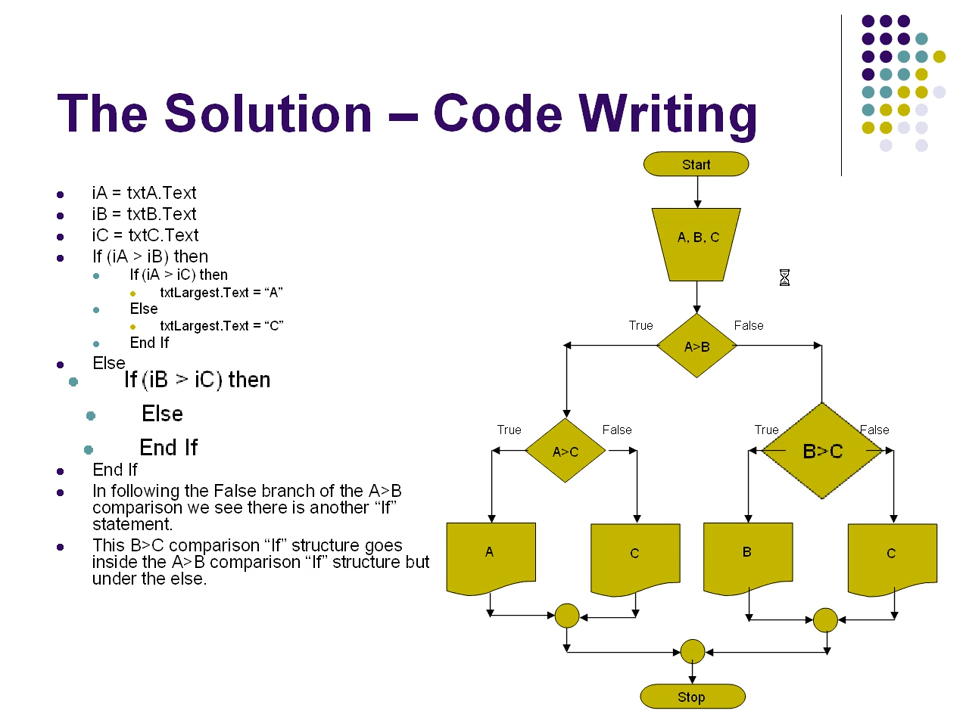 The Solution – Code Writing
iA = txtA.Text
iB = txtB.Text
iC = txtC.Text
If (iA > iB) then
If (iA > iC) then
txtLargest.Text = “A”
Else
txtLargest.Text = “C”
End If
Else
If (iB > iC) then
Else
End If
End If
In following the False branch of the A>B
comparison we see there is another “If”
statement.
This B>C comparison “If” structure goes
inside the A>B comparison “If” structure but
under the else.
Start
A, B, C
True
False
A>B
True
False
A>C
True
False
B>C
A
C
B
C
Stop